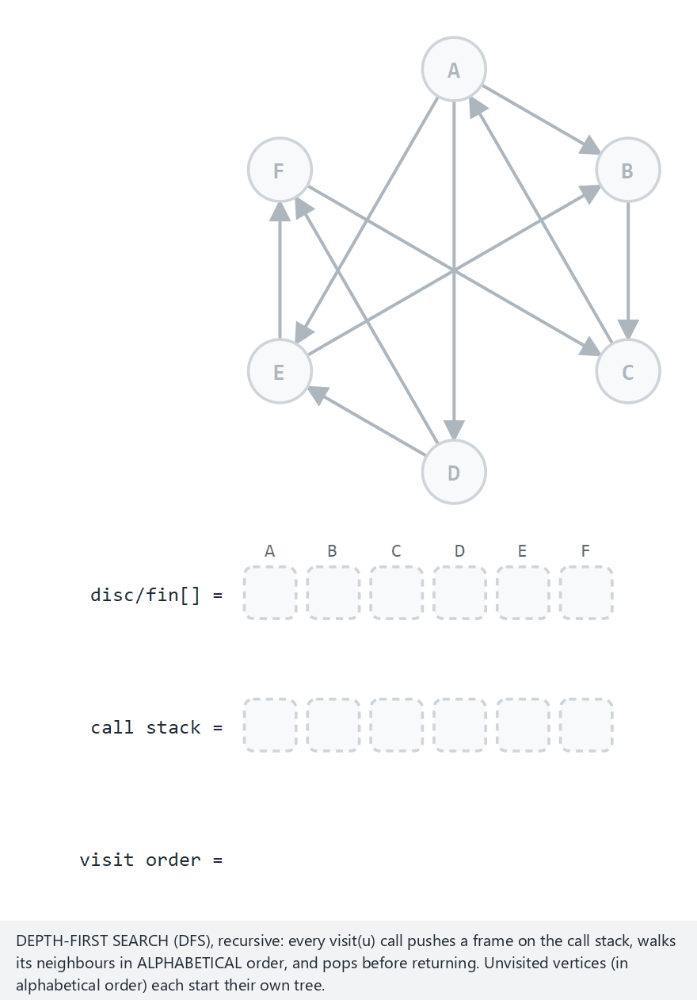 A
F
B
E
C
D
A B C D E F
disc/fin[] =
call stack =
visit order =
DEPTH-FIRST SEARCH (DFS), recursive: every visit(u) call pushes a frame on the call stack, walks
its neighbours in ALPHABETICAL order, and pops before returning. Unvisited vertices (in
alphabetical order) each start their own tree.